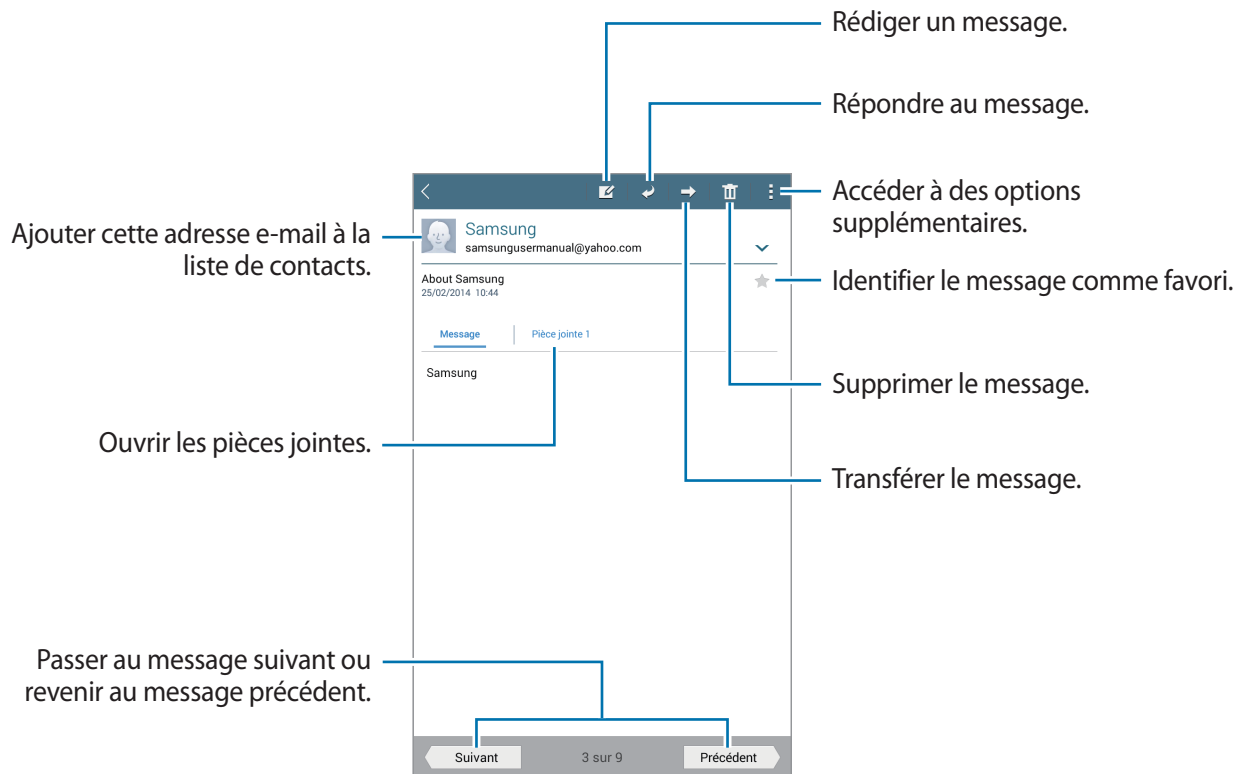 Rédiger un message.
Répondre au message.
Accéder à des options
supplémentaires.
Ajouter cette adresse e-mail à la
liste de contacts.
Samsung
samsungusermanual@yahoo.com
About Samsung
25/02/2014 10:44
Identifier le message comme favori.
Message
Pièce jointe 1
Samsung
Supprimer le message.
Ouvrir les pièces jointes.
Transférer le message.
Passer au message suivant ou
revenir au message précédent.
Suivant
3 sur 9
Précédent